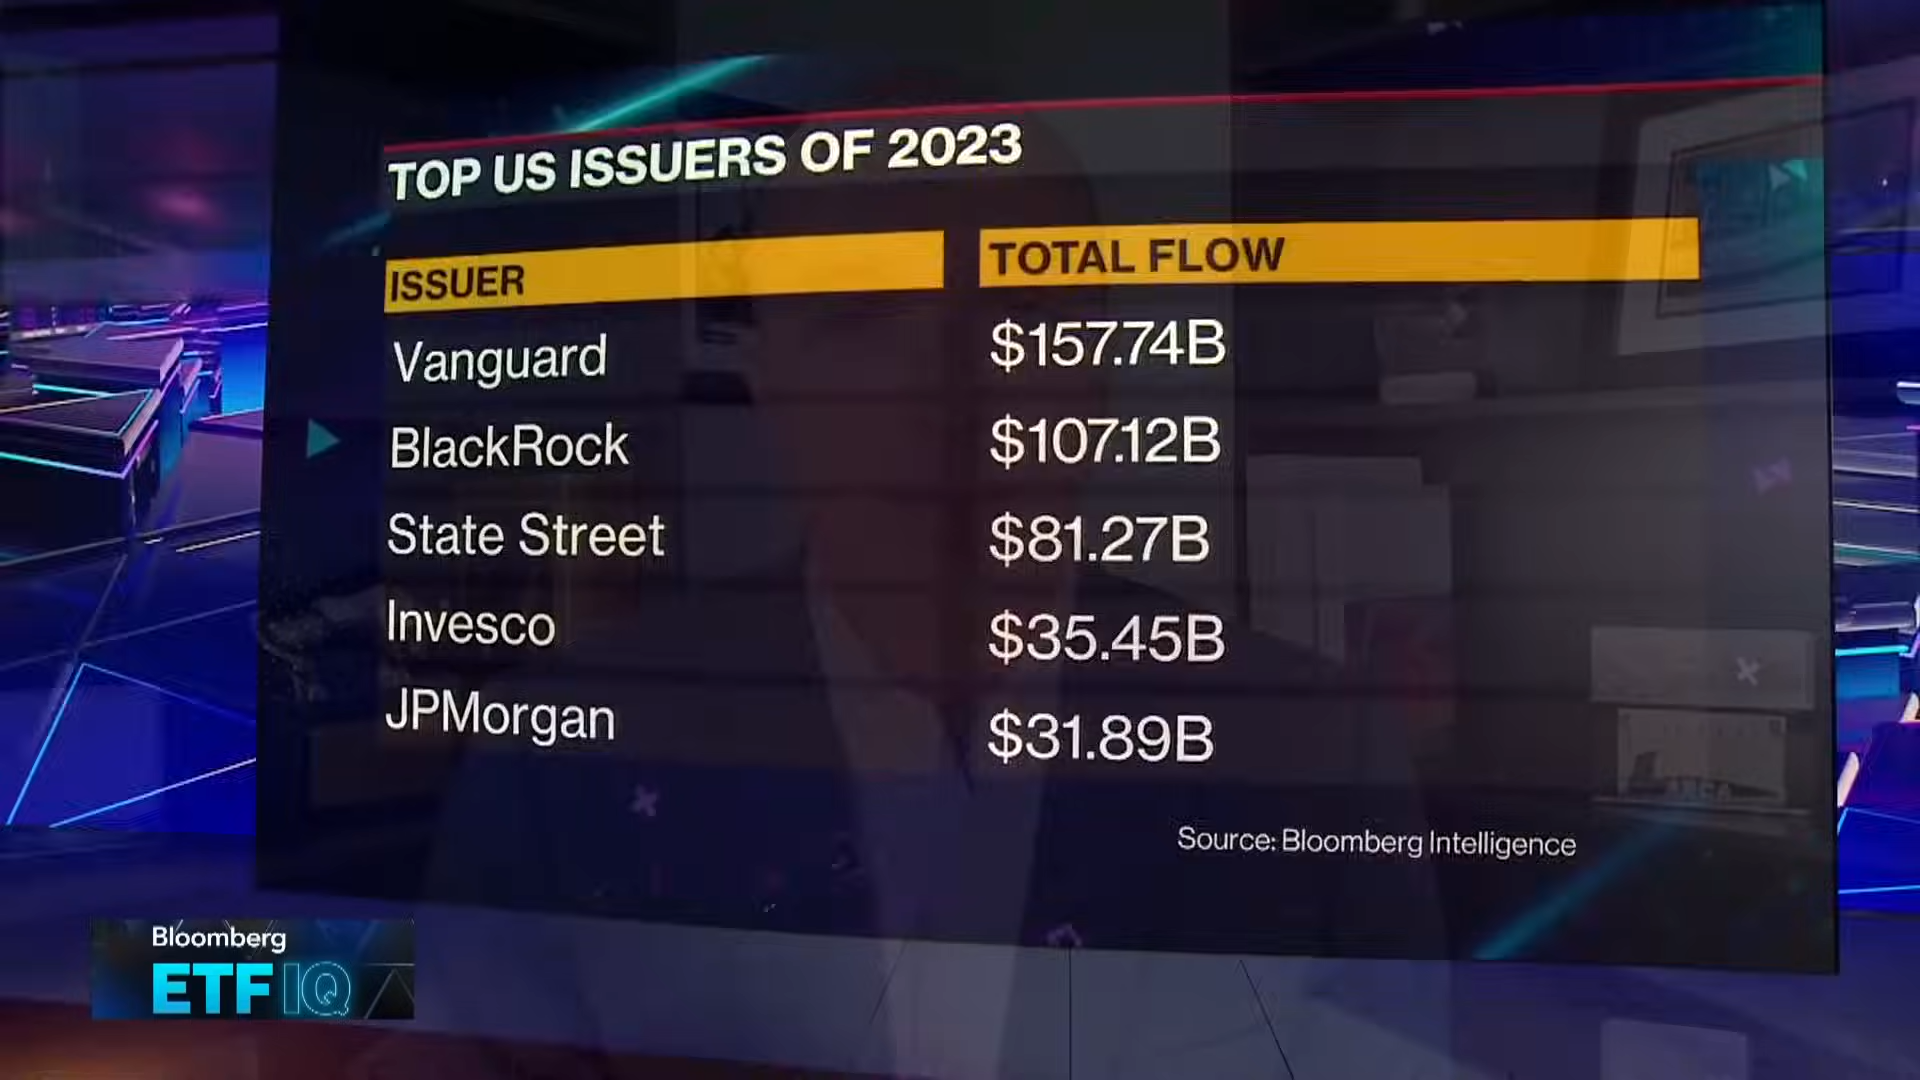 TOP US ISSUERS OF 2023
ISSUER TOTAL FLOW
Vanguard $157.74B
BlackRock $107.12B
State Street $81.27B
Invesco $35.45B
JPMorgan $31.89B
Source: Bloomberg Intelligence
Bloomberg
ETF IQ